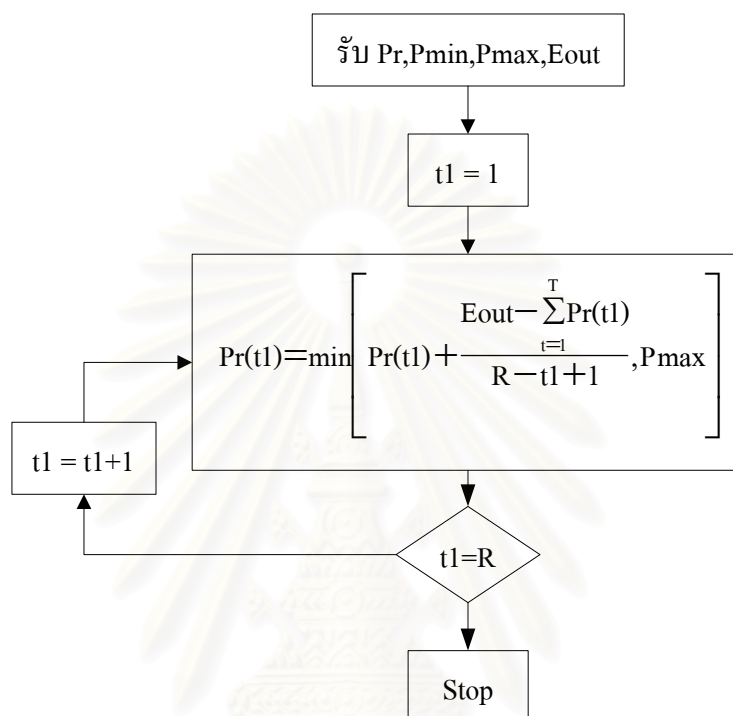 รับ Pr,Pmin,Pmax,Eout
t1 = 1
Pr(t1)=min[Pr(t1)+(Eout−∑_{t=1}^{T}Pr(t1))/(R−t1+1),Pmax]
t1 = t1+1
t1=R
Stop